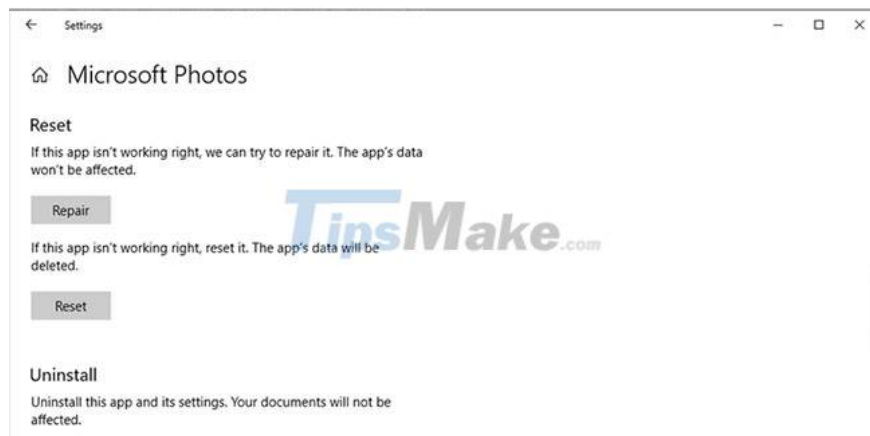 Settings
Microsoft Photos
Reset
If this app isn't working right, we can try to repair it. The app's data
won't be affected.
Repair
TipsMake.com
If this app isn't working right, reset it. The app's data will be
deleted.
Reset
Uninstall
Uninstall this app and its settings. Your documents will not be
affected.